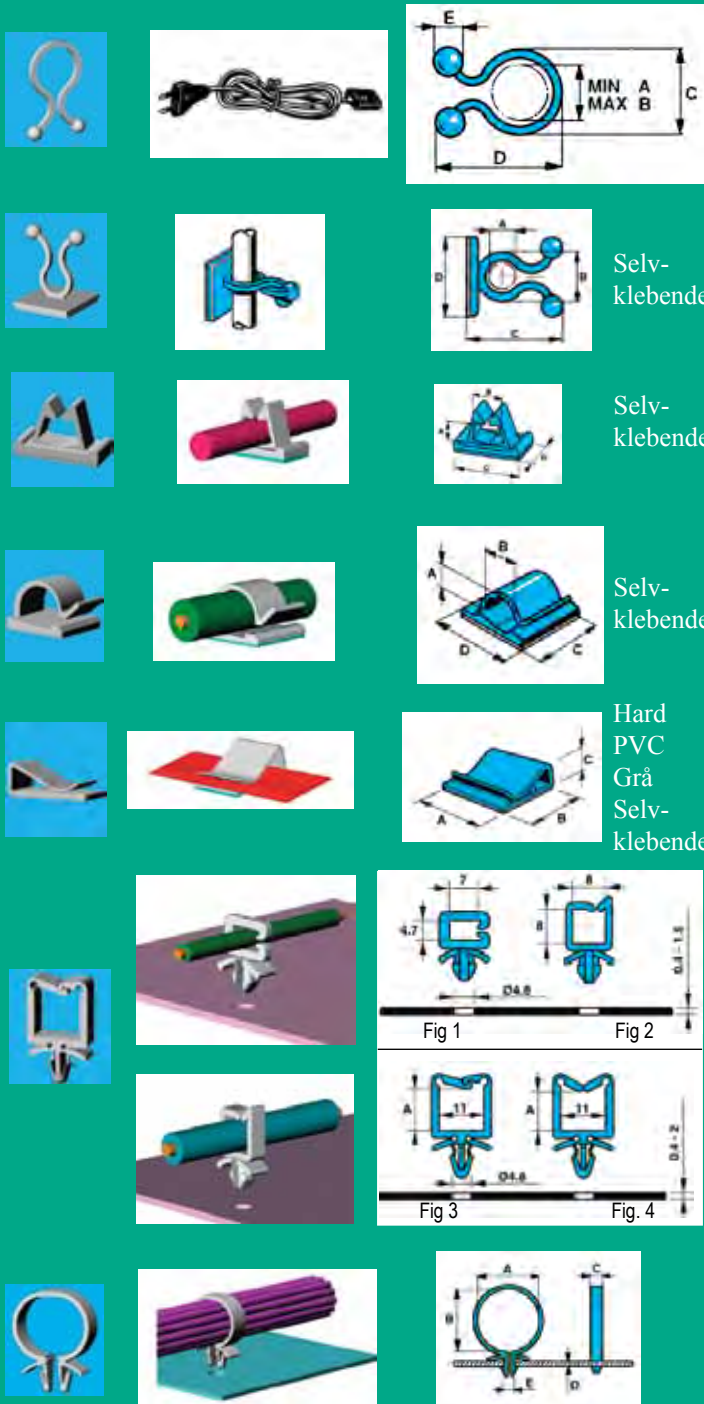 E
MIN A
MAX B
C
D
A
D
B
C
Selv-
klebende
B
A
C
D
Selv-
klebende
B
A
D
C
Selv-
klebende
C
A
B
Hard
PVC
Grå
Selv-
klebende
7
8
4.7
8
Ø4.8
0.4 - 1.5
Fig 1
Fig 2
A
11
A
11
Ø4.8
0.4 - 2
Fig 3
Fig. 4
A
C
B
E
D